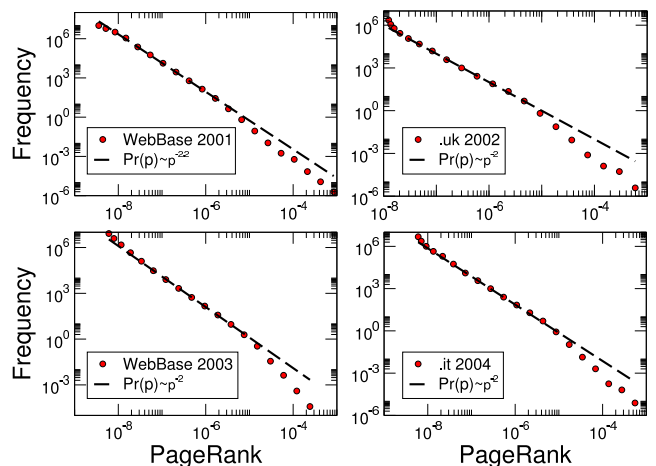 Frequency
10^6
10^3
10^0
10^-3
10^-6
WebBase 2001
Pr(p)~p^-2.2
10^-8
10^-6
10^-4
10^6
10^3
10^0
10^-3
10^-6
.uk 2002
Pr(p)~p^-2
10^-8
10^-6
10^-4
Frequency
10^6
10^3
10^0
10^-3
WebBase 2003
Pr(p)~p^-2
10^-8
10^-6
10^-4
PageRank
10^6
10^3
10^0
10^-3
10^-6
.it 2004
Pr(p)~p^-2
10^-8
10^-6
10^-4
PageRank